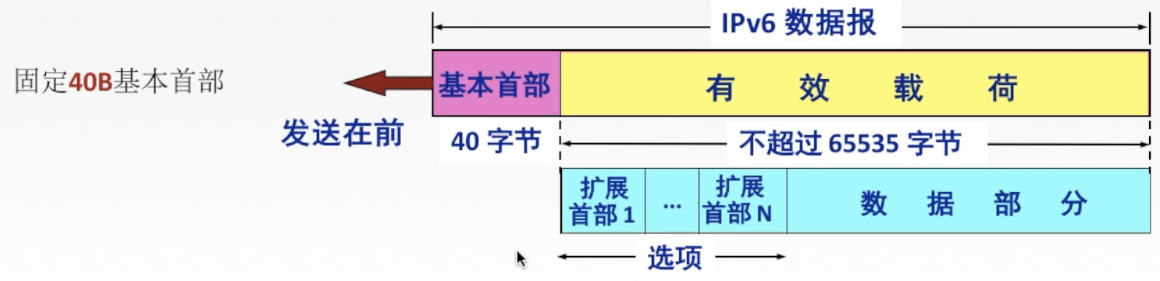 IPv6 数据报
固定40B基本首部
基本首部
有 效 载 荷
发送在前
40 字节
不超过 65535 字节
扩展
首部 1
...
扩展
首部 N
数 据 部 分
选项